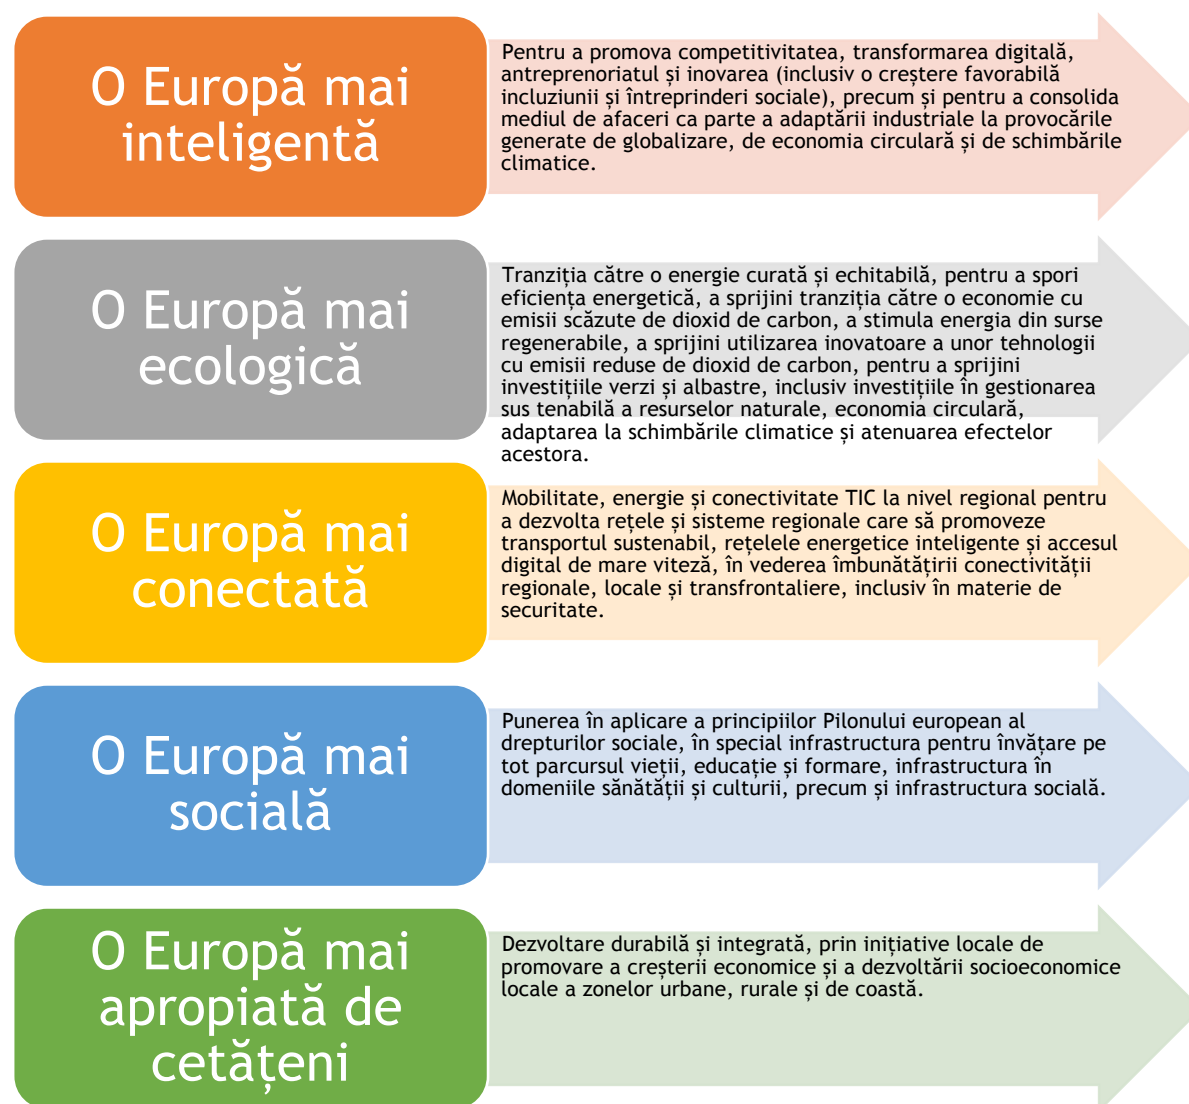 O Europă mai
inteligentă
Pentru a promova competitivitatea, transformarea digitală,
antreprenoriatul și inovarea (inclusiv o creștere favorabilă
incluziunii și întreprinderi sociale), precum și pentru a consolida
mediul de afaceri ca parte a adaptării industriale la provocările
generate de globalizare, de economia circulară și de schimbările
climatice.
O Europă mai
ecologică
Tranziția către o energie curată și echitabilă, pentru a spori
eficiența energetică, a sprijini tranziția către o economie cu
emisii scăzute de dioxid de carbon, a stimula energia din surse
regenerabile, a sprijini utilizarea inovatoare a unor tehnologii
cu emisii reduse de dioxid de carbon, pentru a sprijini
investițiile verzi și albastre, inclusiv investițiile în gestionarea
sus tenabilă a resurselor naturale, economia circulară,
adaptarea la schimbările climatice și atenuarea efectelor
acestora.
O Europă mai
conectată
Mobilitate, energie și conectivitate TIC la nivel regional pentru
a dezvolta rețele și sisteme regionale care să promoveze
transportul sustenabil, rețelele energetice inteligente și accesul
digital de mare viteză, în vederea îmbunătățirii conectivității
regionale, locale și transfrontaliere, inclusiv în materie de
securitate.
O Europă mai
socială
Punerea în aplicare a principiilor Pilonului european al
drepturilor sociale, în special infrastructura pentru învățare pe
tot parcursul vieții, educație și formare, infrastructura în
domeniile sănătății și culturii, precum și infrastructura socială.
O Europă mai
apropiată de
cetățeni
Dezvoltare durabilă și integrată, prin inițiative locale de
promovare a creșterii economice și a dezvoltării socioeconomice
locale a zonelor urbane, rurale și de coastă.